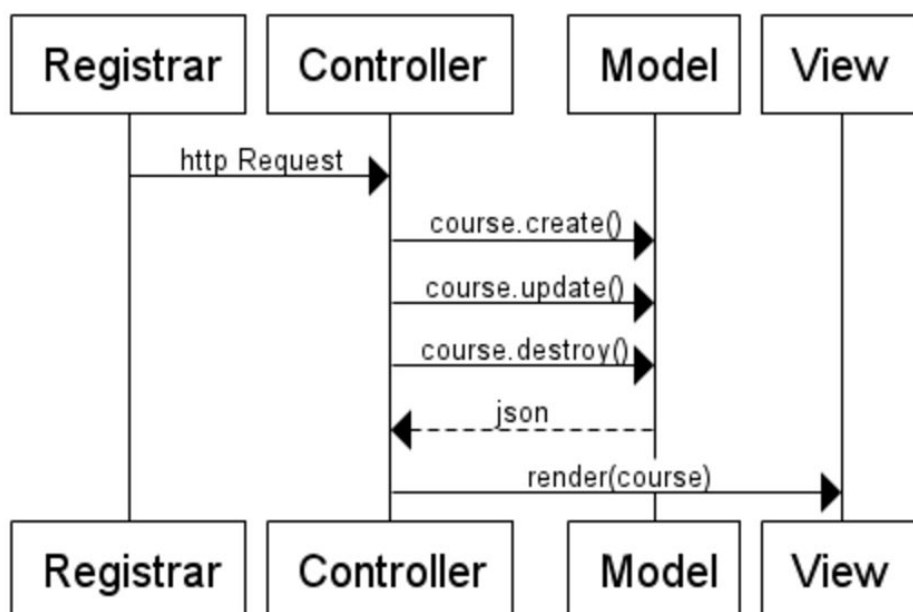 Registrar Controller Model View
http Request
course.create()
course.update()
course.destroy()
json
render(course)
Registrar Controller Model View